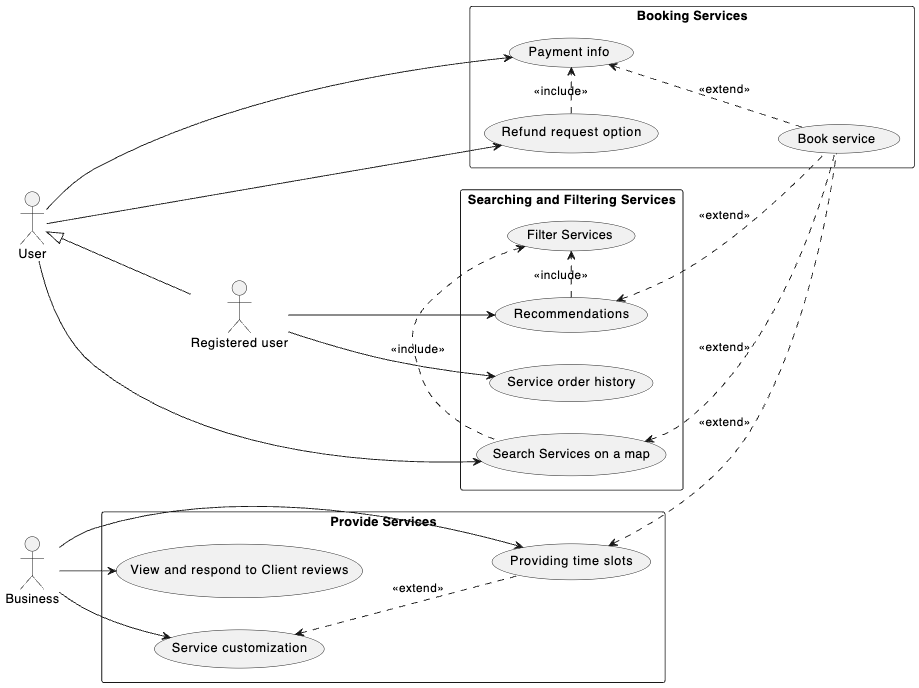 Booking Services
Payment info
«include»
«extend»
Refund request option
Book service
Searching and Filtering Services
Filter Services
«extend»
«include»
Recommendations
User
Registered user
«include»
«extend»
Service order history
«extend»
Search Services on a map
Provide Services
Business
View and respond to Client reviews
Providing time slots
«extend»
Service customization